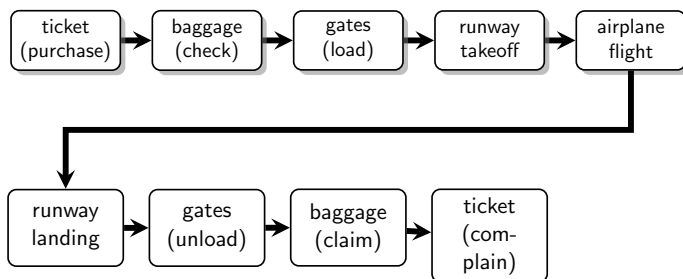 ticket
(purchase)
baggage
(check)
gates
(load)
runway
takeoff
airplane
flight
runway
landing
gates
(unload)
baggage
(claim)
ticket
(com-
plain)